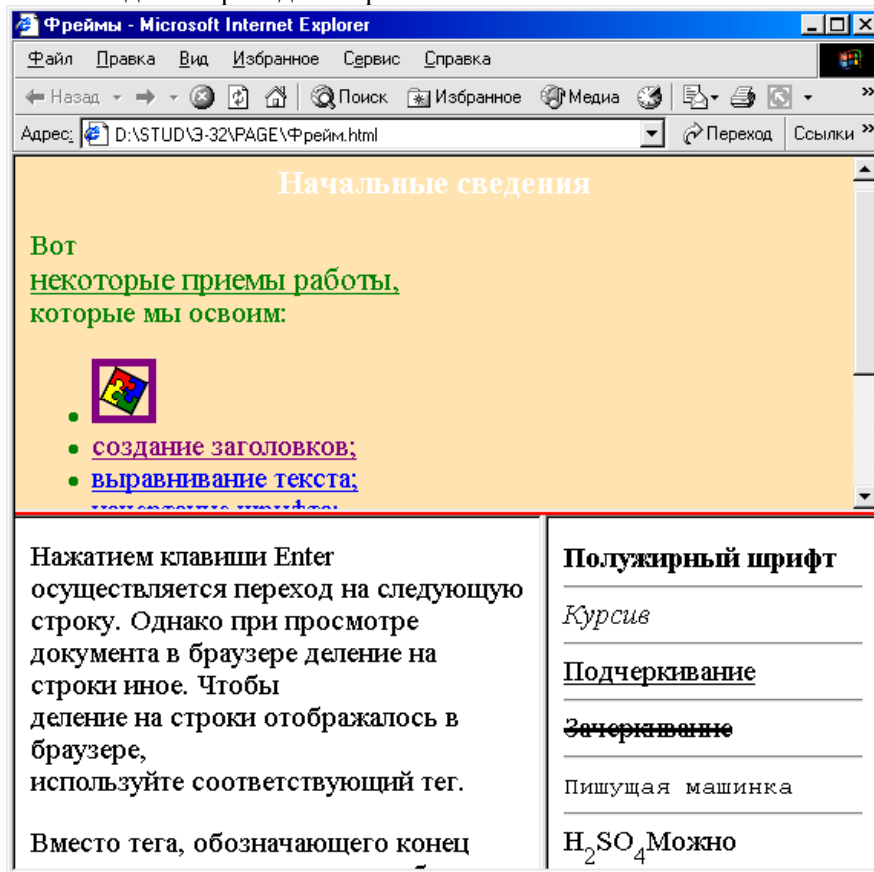 Фреймы - Microsoft Internet Explorer
Файл Правка Вид Избранное Сервис Справка
Назад Поиск Избранное Медиа »
Адрес: D:\STUD\Э-32\PAGE\Фрейм.html Переход Ссылки »
Начальные сведения
Вот
некоторые приемы работы,
которые мы освоим:
создание заголовков;
выравнивание текста;
Нажатием клавиши Enter
осуществляется переход на следующую
строку. Однако при просмотре
документа в браузере деление на
строки иное. Чтобы
деление на строки отображалось в
браузере,
используйте соответствующий тег.
Вместо тега, обозначающего конец
Полужирный шрифт
Курсив
Подчеркивание
Зачеркивание
Пишущая машинка
H₂SO₄Можно